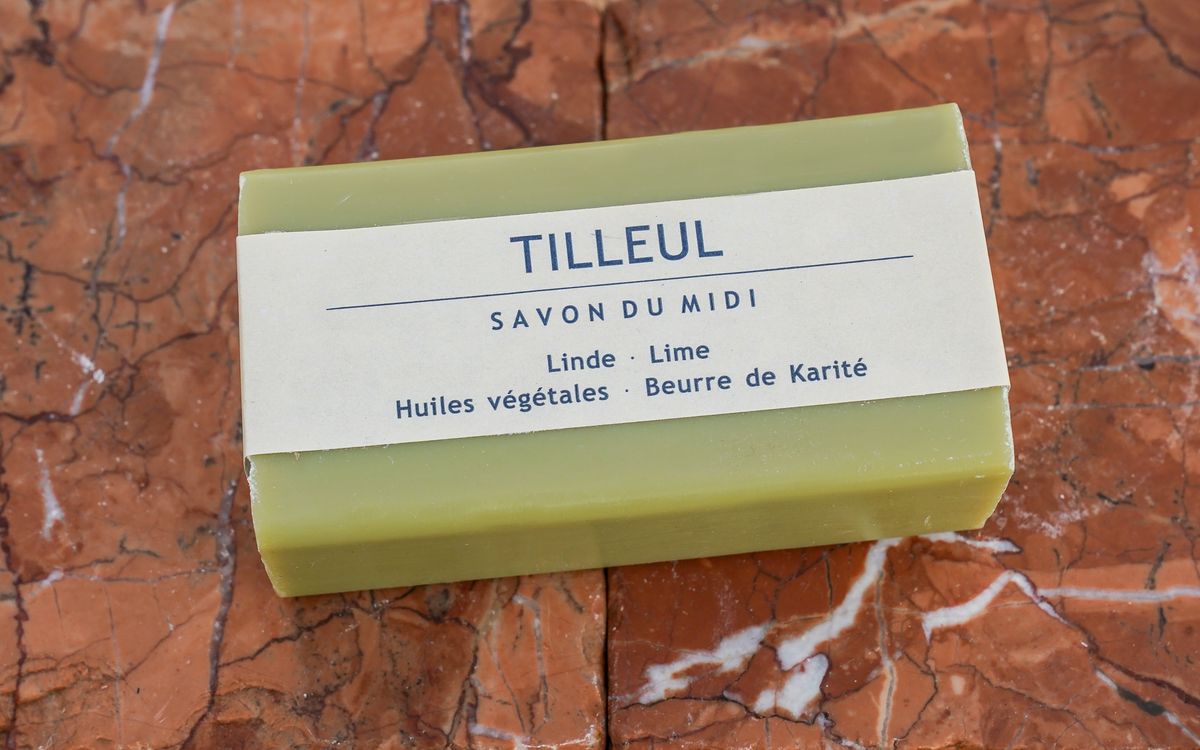 TILLEUL
SAVON DU MIDI
Linde · Lime
Huiles végétales · Beurre de Karité